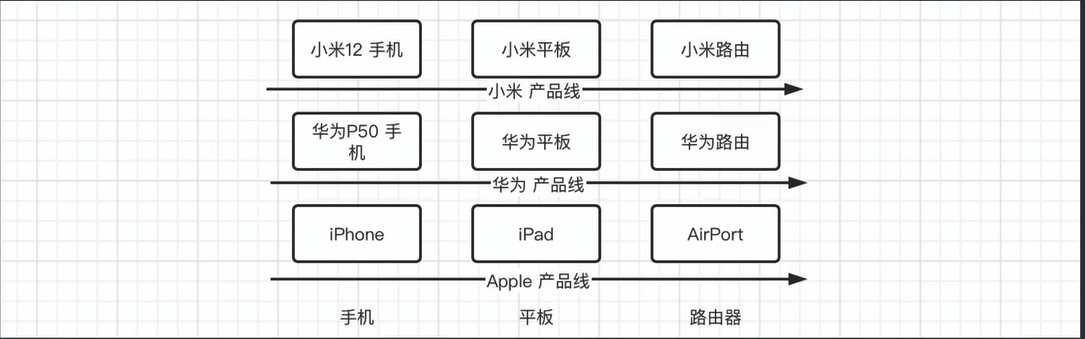 小米12 手机 小米平板 小米路由
小米 产品线
华为P50 手
机
华为平板 华为路由
华为 产品线
iPhone iPad AirPort
Apple 产品线
手机 平板 路由器